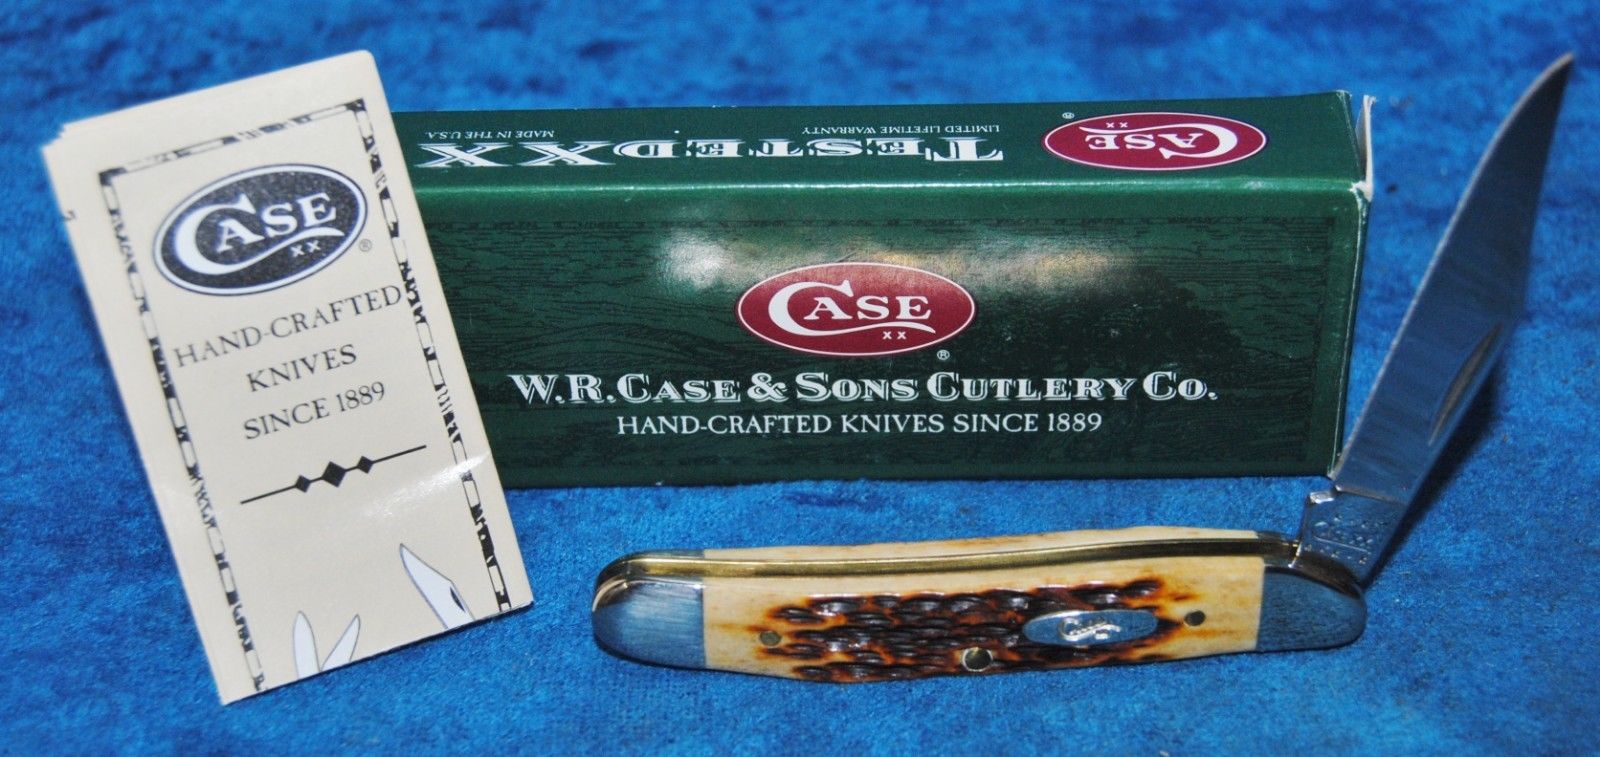 CASE
XX
®
HAND-CRAFTED
KNIVES
SINCE 1889
CASE
XX
®
TESTED XX
LIMITED LIFETIME WARRANTY
MADE IN THE U.S.A.
CASE
XX
®
W.R. CASE & SONS CUTLERY CO.
HAND-CRAFTED KNIVES SINCE 1889
Case